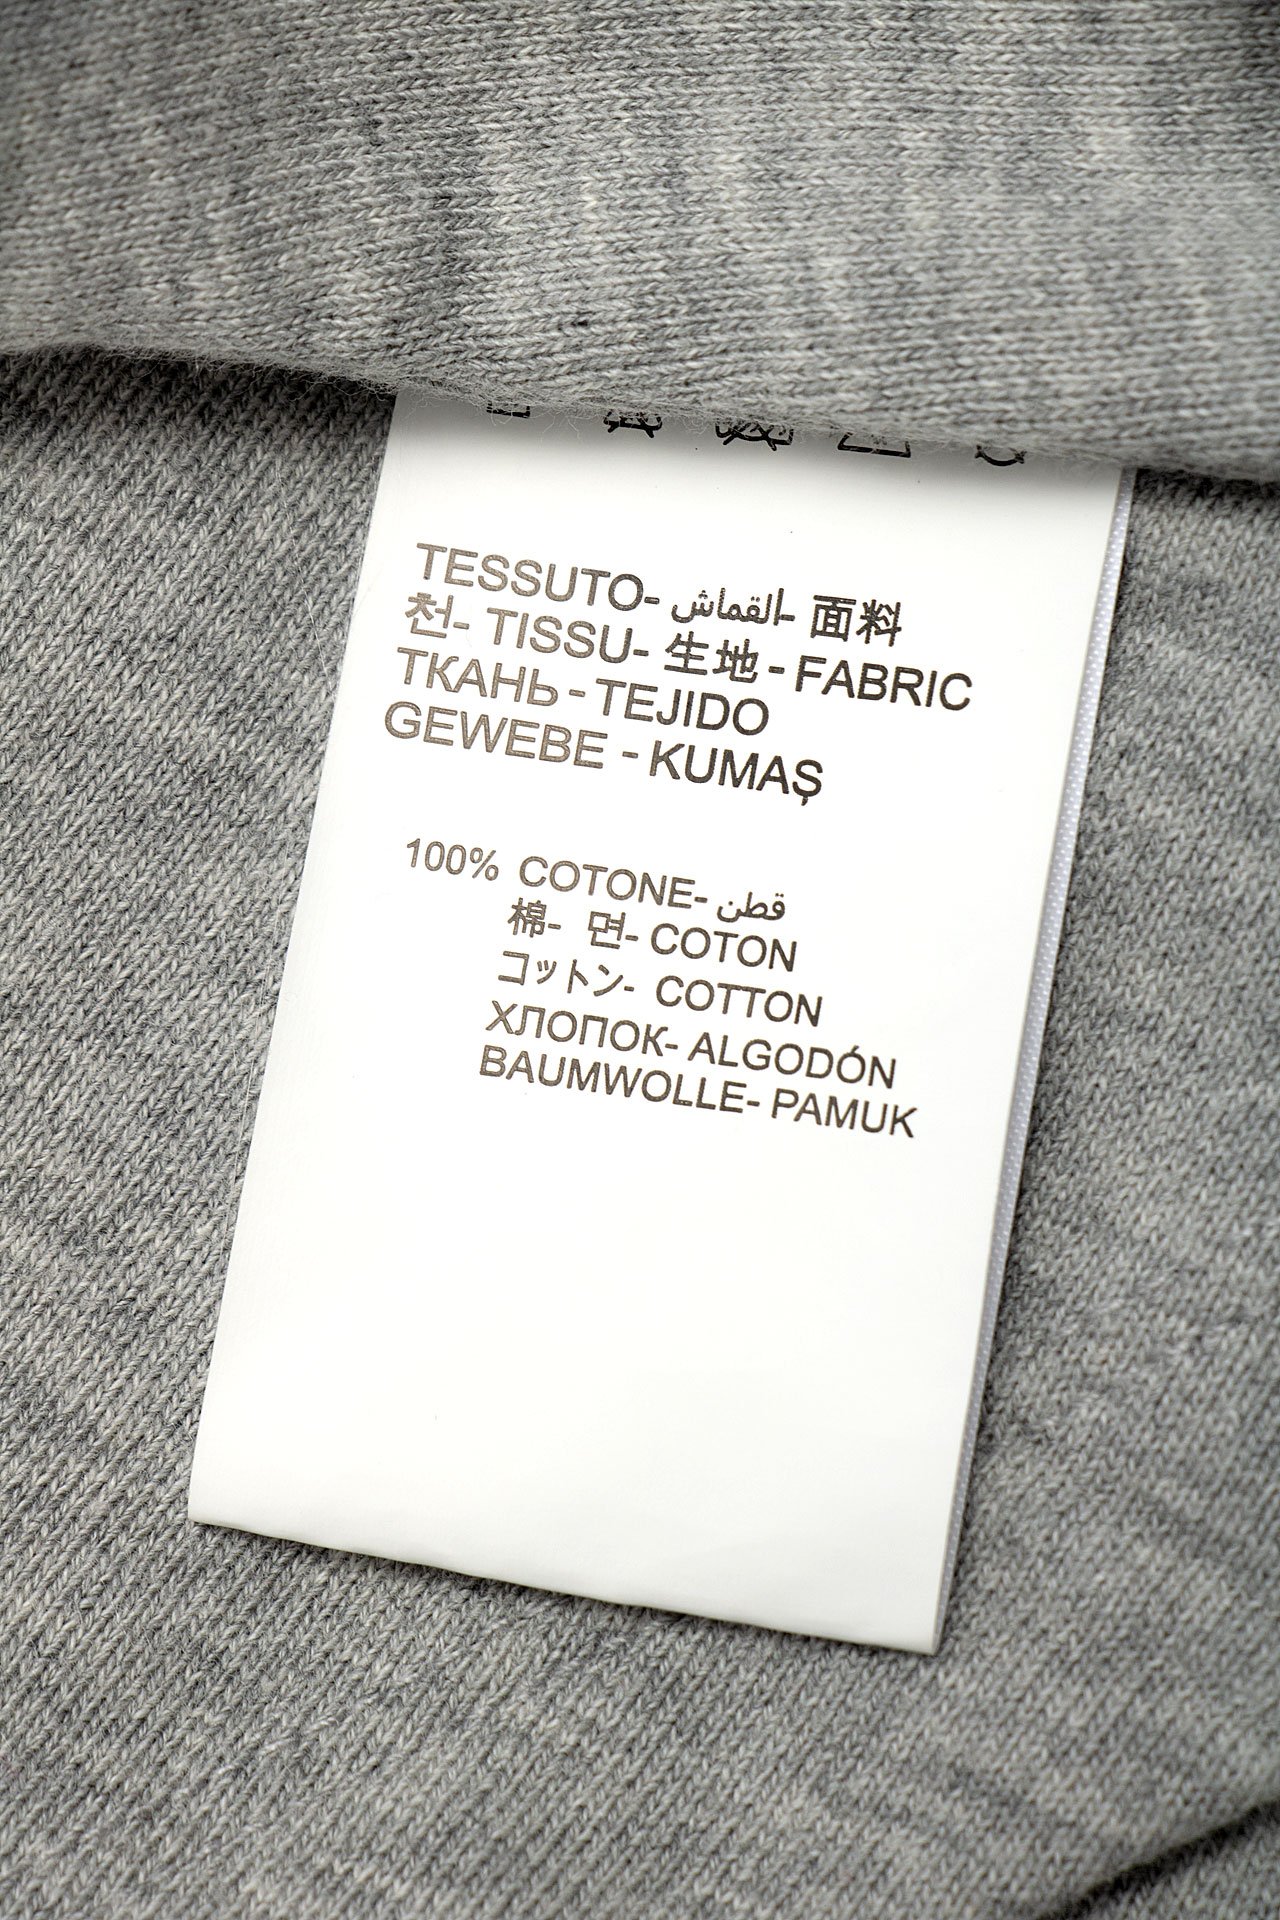 TESSUTO- القماش- 面料
천- TISSU- 生地 - FABRIC
ТКАНЬ - TEJIDO
GEWEBE - KUMAŞ
100% COTONE- قطن
棉- 면- COTON
コットン- COTTON
ХЛОПОК- ALGODÓN
BAUMWOLLE- PAMUK